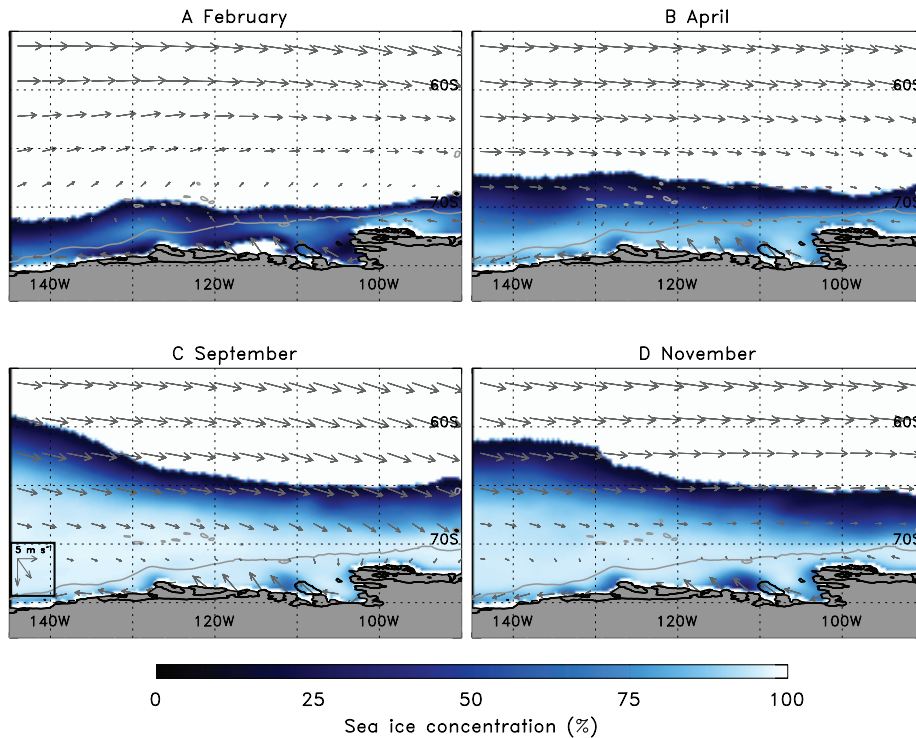 A February
B April
60S
60S
70S
70S
140W
120W
100W
140W
120W
100W
C September
D November
60S
60S
70S
70S
5 m s⁻¹
140W
120W
100W
140W
120W
100W
0
25
50
75
100
Sea ice concentration (%)